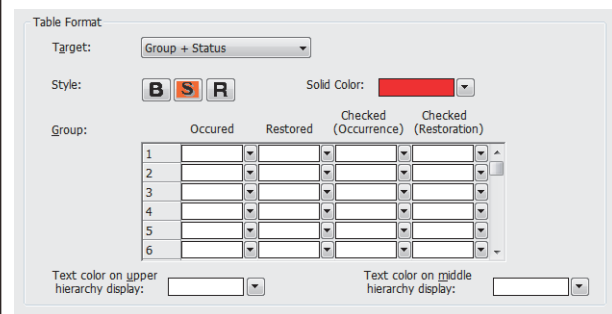 Table Format
Target: Group + Status
Style: B S R Solid Color:
Group: Occured Restored Checked (Occurrence) Checked (Restoration)
1
2
3
4
5
6
Text color on upper hierarchy display: Text color on middle hierarchy display: